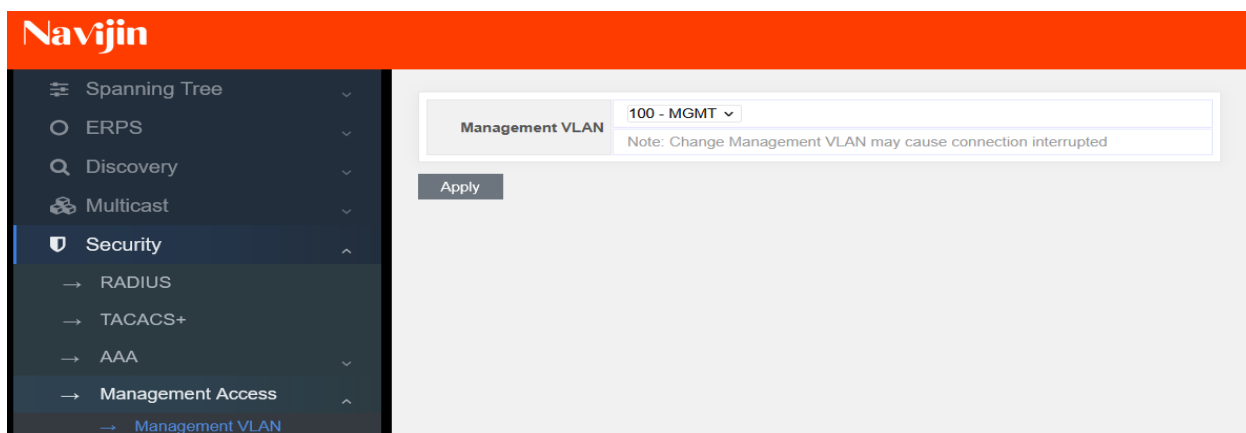 Navijin
Spanning Tree
ERPS
Discovery
Multicast
Security
RADIUS
TACACS+
AAA
Management Access
Management VLAN
Management VLAN
100 - MGMT
Note: Change Management VLAN may cause connection interrupted
Apply